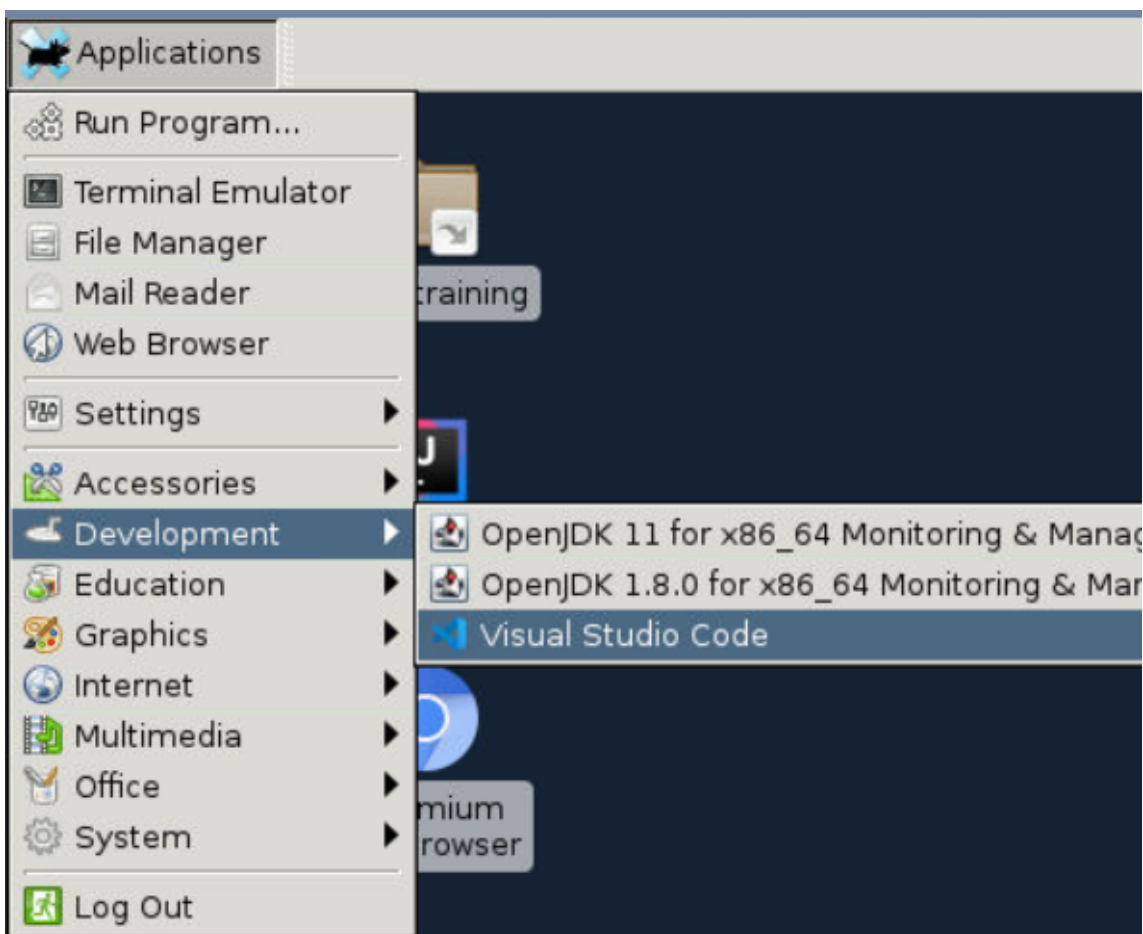 Applications
Run Program...
Terminal Emulator
File Manager
Mail Reader
training
Web Browser
Settings
J
Accessories
Development
OpenJDK 11 for x86_64 Monitoring & Manag
Education
OpenJDK 1.8.0 for x86_64 Monitoring & Mar
Graphics
Visual Studio Code
Internet
Multimedia
Office
mium
System
rowser
Log Out